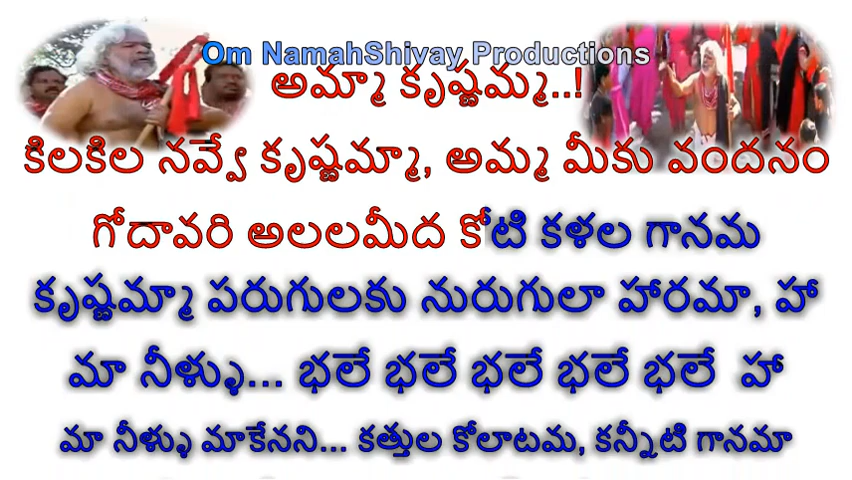 Om NamahShivay Productions
అమ్మా కృష్ణమ్మ..!
కిలకిల నవ్వే కృష్ణమ్మా, అమ్మ మీకు వందనం
గోదావరి అలలమీద కోటి కళల గానమ
కృష్ణమ్మా పరుగులకు నురుగులా హారమా, హా
మా నీళ్ళు... భలే భలే భలే భలే భలే హా
మా నీళ్ళు మాకేనని... కత్తుల కోలాటమ, కన్నీటి గానమా